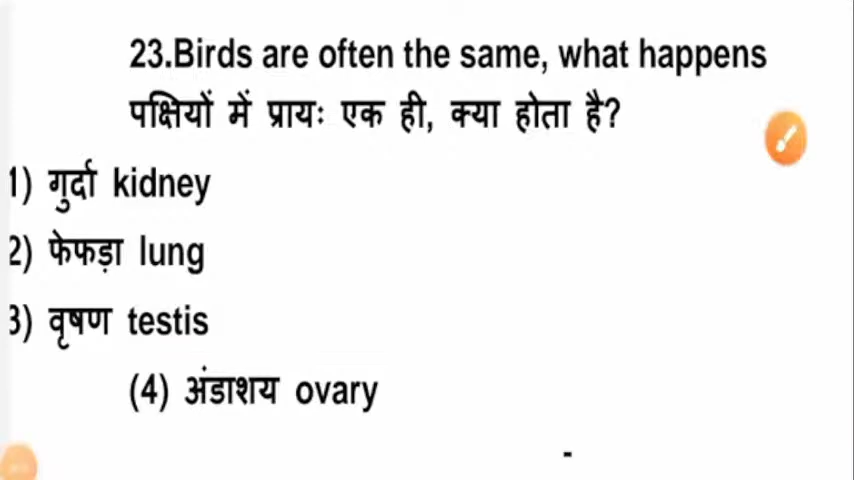 23.Birds are often the same, what happens
पक्षियों में प्रायः एक ही, क्या होता है?
1) गुर्दा kidney
2) फेफड़ा lung
3) वृषण testis
(4) अंडाशय ovary
-